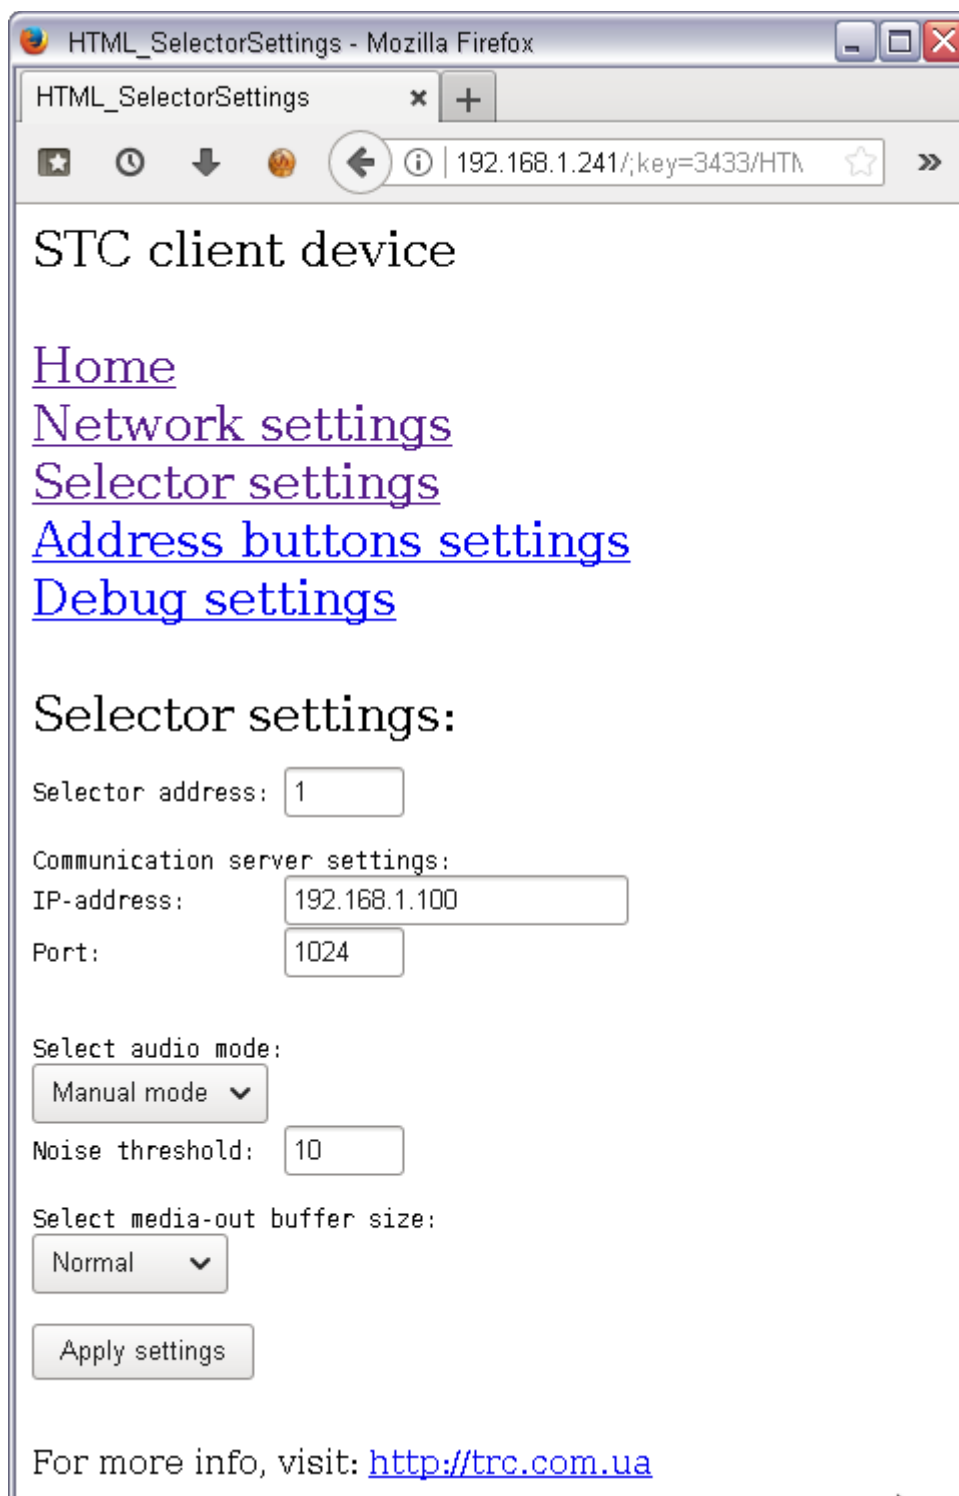 HTML_SelectorSettings - Mozilla Firefox
HTML_SelectorSettings
192.168.1.241/;key=3433/HTM
STC client device
Home
Network settings
Selector settings
Address buttons settings
Debug settings
Selector settings:
Selector address: 1
Communication server settings:
IP-address: 192.168.1.100
Port: 1024
Select audio mode:
Manual mode
Noise threshold: 10
Select media-out buffer size:
Normal
Apply settings
For more info, visit: http://trc.com.ua